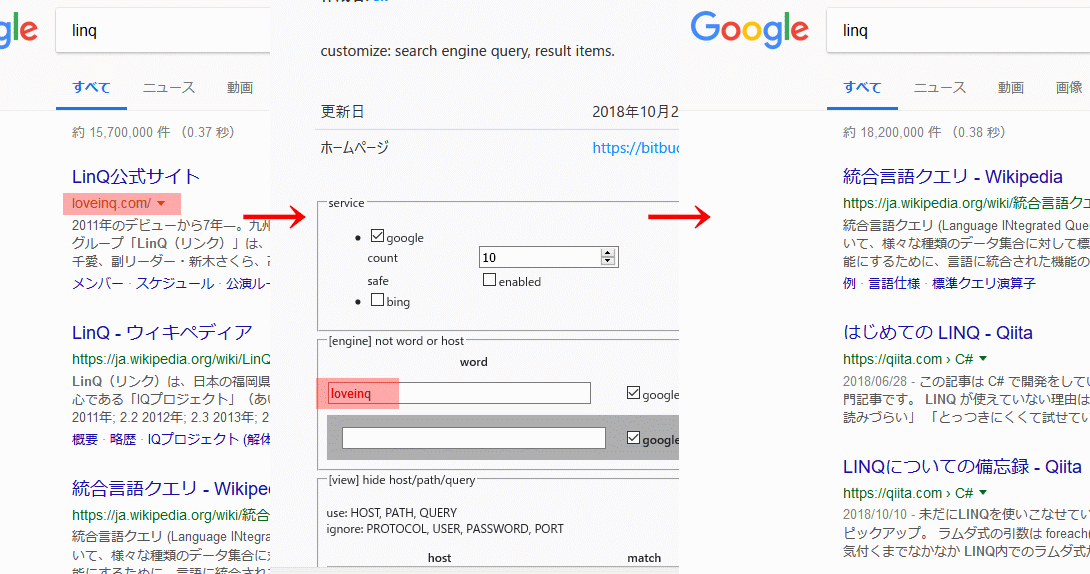 gle
linq
すべて
ニュース
動画
約 15,700,000 件 （0.37 秒）
LinQ公式サイト
loveinq.com/
2011年のデビューから7年―。九州
グループ「LinQ（リンク）」は、
千愛、副リーダー・新木さくら、
メンバー · スケジュール · 公演ルー
LinQ - ウィキペディア
https://ja.wikipedia.org/wiki/LinQ
LinQ（リンク）は、日本の福岡県
心である「IQプロジェクト」（あい
2011年; 2.2 2012年; 2.3 2013年; 2
概要 · 略歴 · IQプロジェクト (解体
統合言語クエリ - Wikipe
https://ja.wikipedia.org/wiki/統合
統合言語クエリ (Language INtegra
いて、様々な種類のデータ集合に対
能にするために、言語に統合された
customize: search engine query, result items.
更新日
2018年10月2
ホームページ
https://bitbuc
service
google
count
10
safe
enabled
bing
[engine] not word or host
word
loveinq
google
google
[view] hide host/path/query
use: HOST, PATH, QUERY
ignore: PROTOCOL, USER, PASSWORD, PORT
host
match
Google
linq
すべて
ニュース
動画
画像
約 18,200,000 件 （0.38 秒）
統合言語クエリ - Wikipedia
https://ja.wikipedia.org/wiki/統合言語クエ
統合言語クエリ (Language INtegrated Que
いて、様々な種類のデータ集合に対して標
能にするために、言語に統合された機能の
例 · 言語仕様 · 標準クエリ演算子
はじめての LINQ - Qiita
https://qiita.com › C#
2018/06/28 - この記事は C# で開発をしてい
門記事です。 LINQ が使えていない理由は
読みづらい」 「とっつきにくくて試せてい
LINQについての備忘録 - Qiita
https://qiita.com › C#
2018/10/10 - 未だにLINQを使いこなせてい
ピックアップ。 ラムダ式の引数は foreach(
気付くまでなかなか LINQ内でのラムダ式が